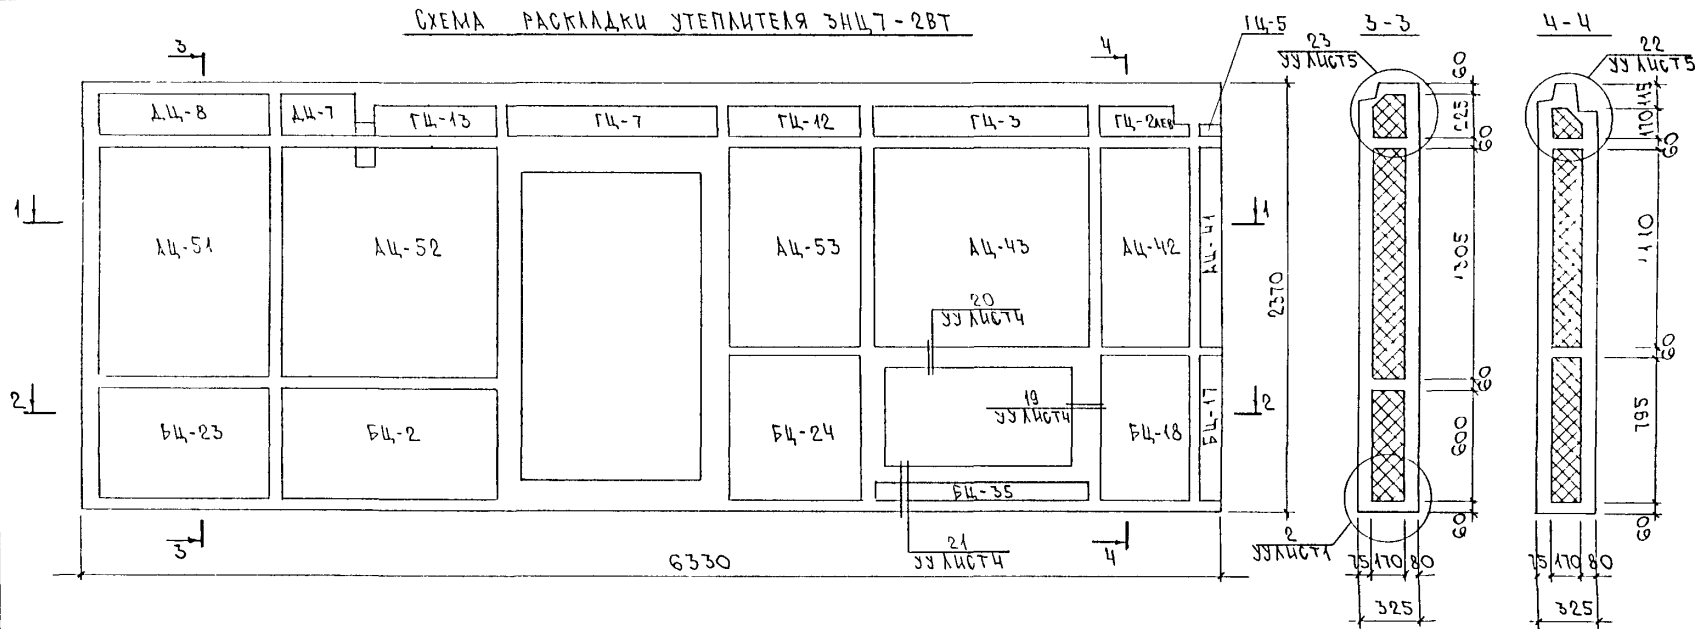 СХЕМА РАСКЛАДКИ УТЕПЛИТЕЛЯ 3НЦ7-2ВТ
ГЦ-5
3-3
4-4
3
4
23
УУ ЛИСТ5
22
УУ ЛИСТ5
ДЦ-8
ДЦ-7
ГЦ-13
ГЦ-7
ГЦ-12
ГЦ-3
ГЦ-2ЛЕВ
60
225
60
1305
60
600
60
115
170
60
1110
60
795
60
1
1
АЦ-51
АЦ-52
АЦ-53
АЦ-43
АЦ-42
АЦ-41
2370
20
УУ ЛИСТ4
2
2
19
УУ ЛИСТ4
БЦ-23
БЦ-2
БЦ-24
БЦ-18
БЦ-17
БЦ-35
3
4
21
УУ ЛИСТ4
2
УУ ЛИСТ1
6330
75 170 80
325
75 170 80
325